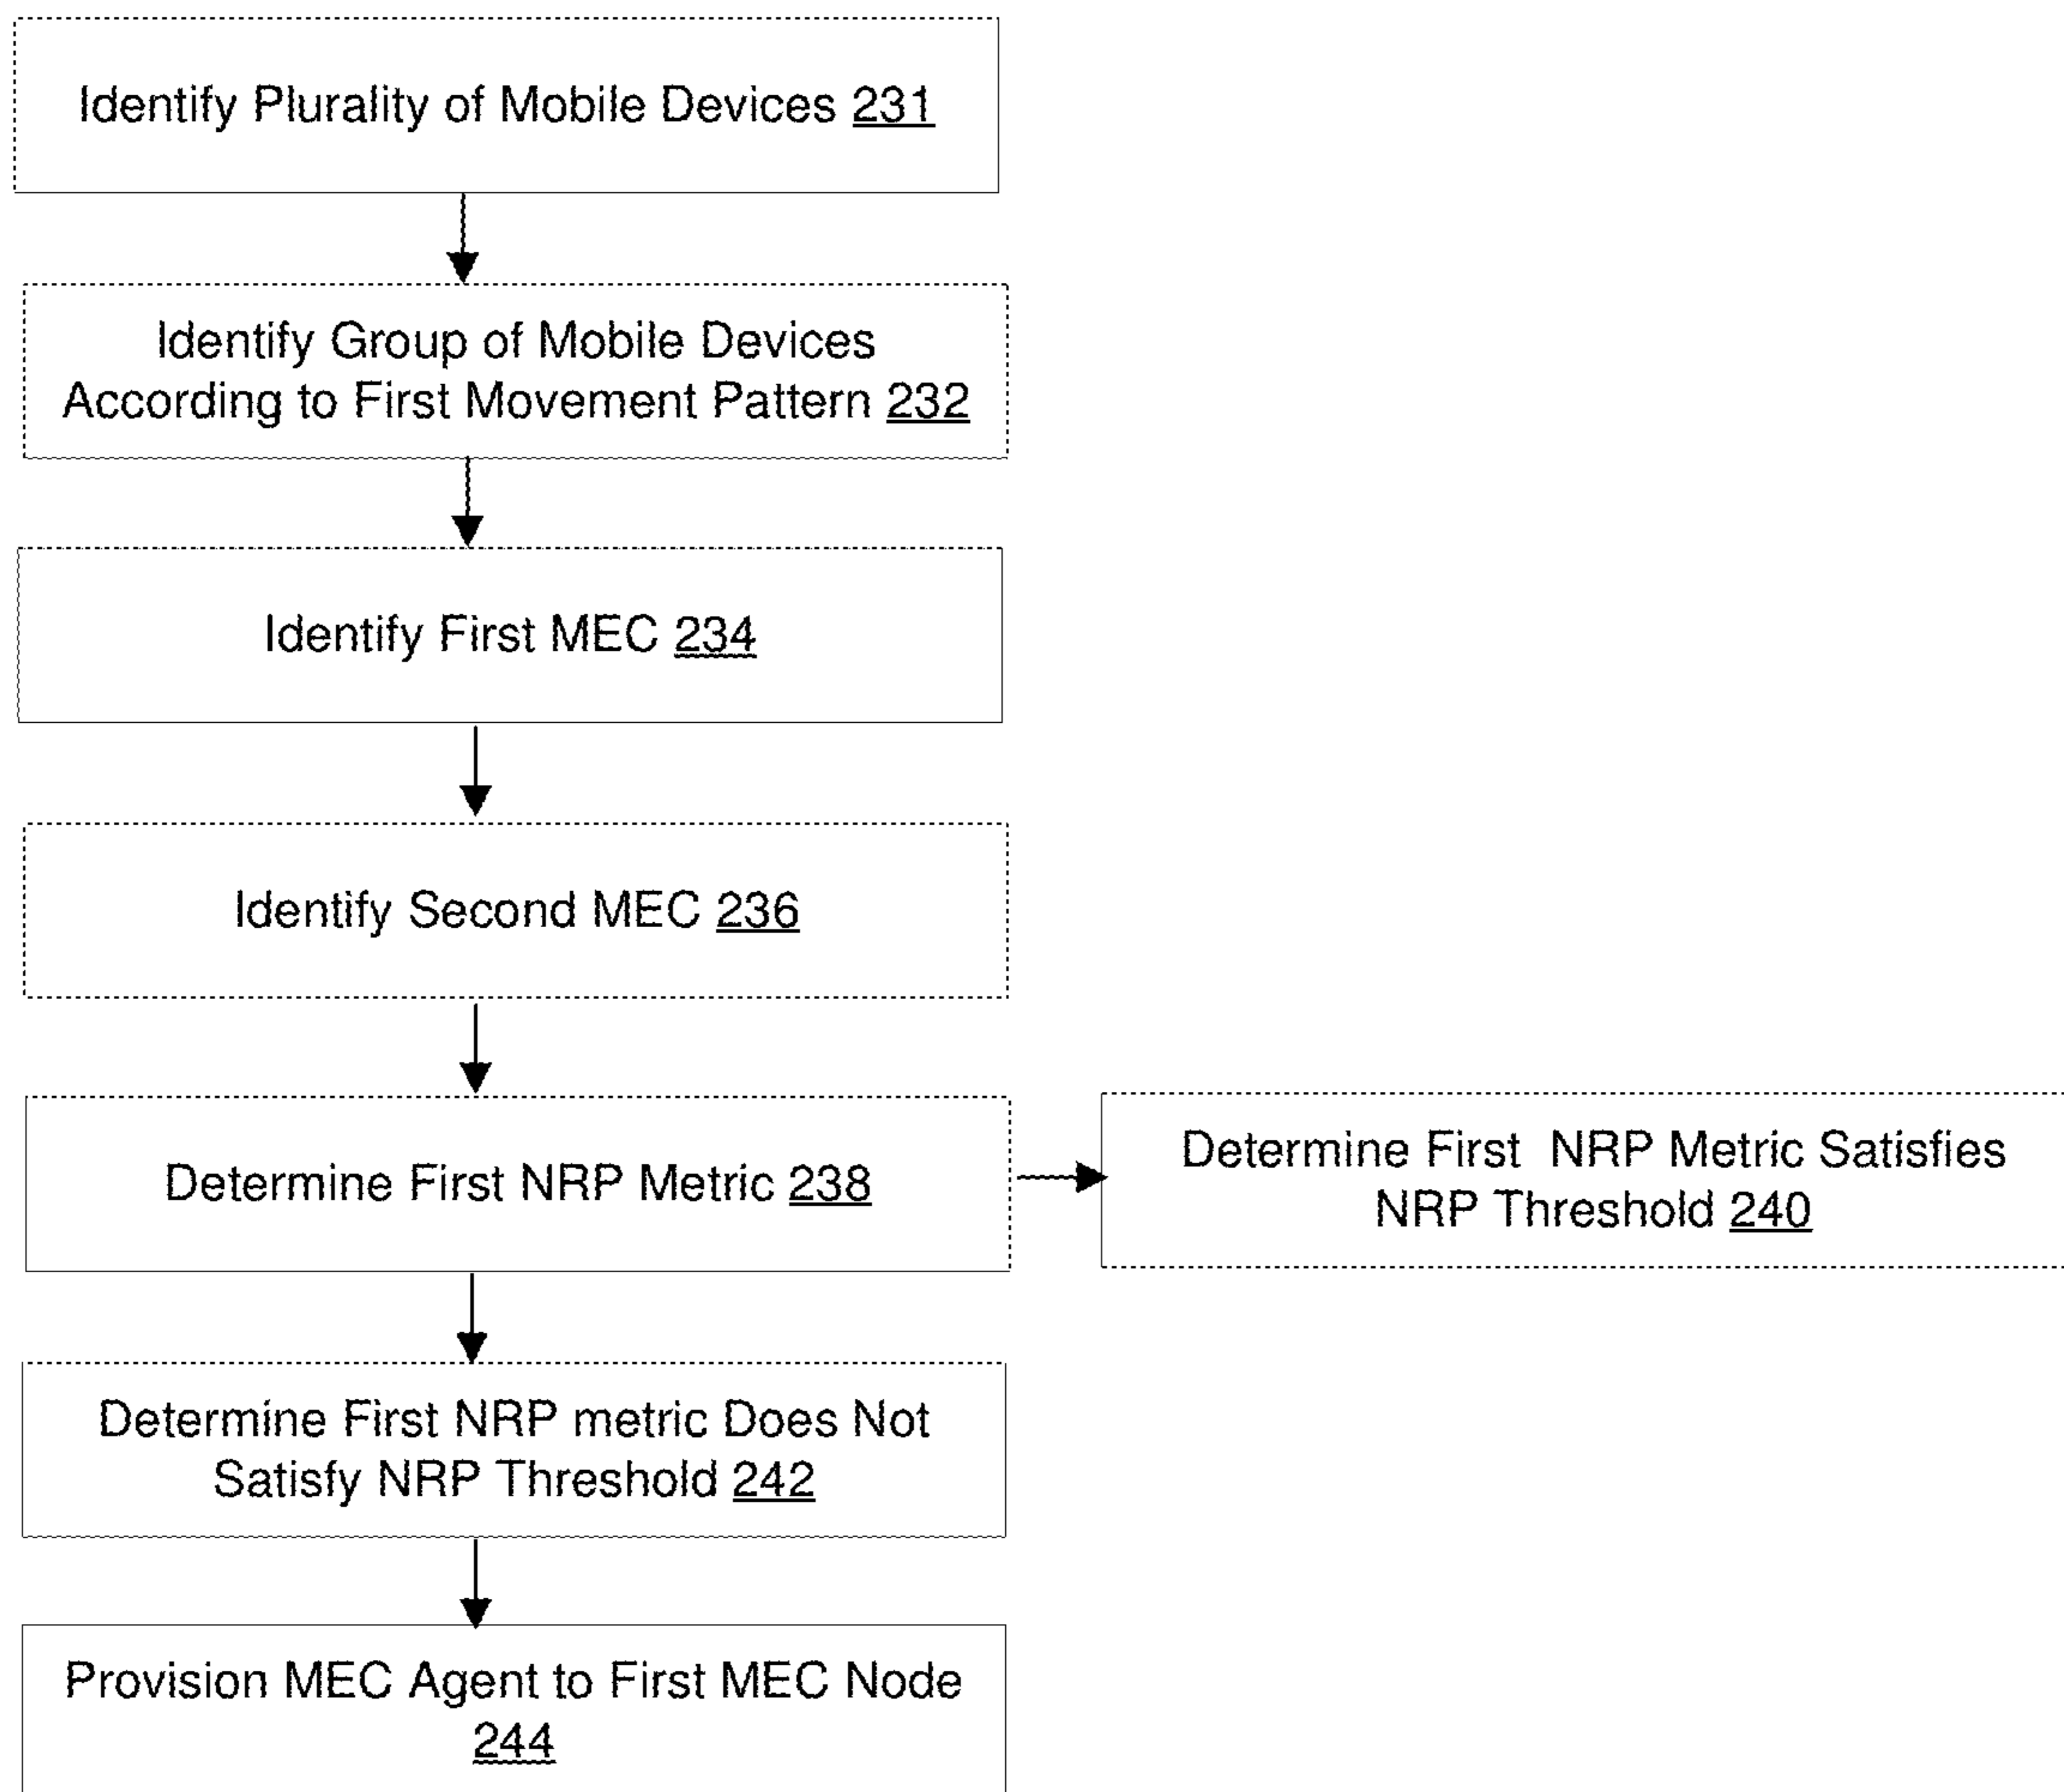 Identify Plurality of Mobile Devices 231
Identify Group of Mobile Devices
According to First Movement Pattern 232
Identify First MEC 234
Identify Second MEC 236
Determine First NRP Metric 238
Determine First NRP Metric Satisfies
NRP Threshold 240
Determine First NRP metric Does Not
Satisfy NRP Threshold 242
Provision MEC Agent to First MEC Node
244